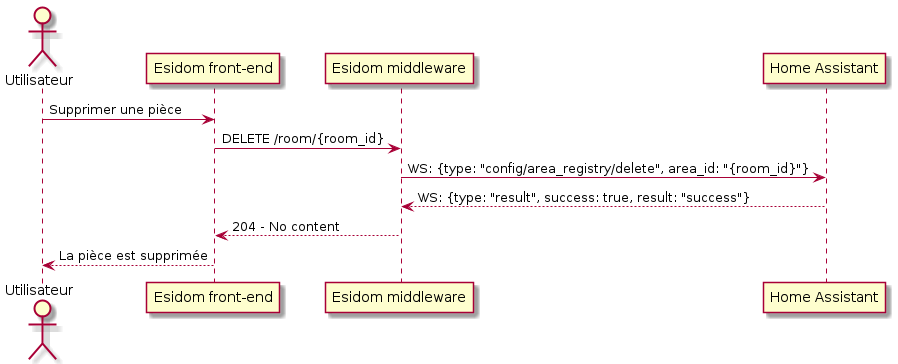 Utilisateur
Esidom front-end
Esidom middleware
Home Assistant
Supprimer une pièce
DELETE /room/{room_id}
WS: {type: "config/area_registry/delete", area_id: "{room_id}"}
WS: {type: "result", success: true, result: "success"}
204 - No content
La pièce est supprimée
Utilisateur
Esidom front-end
Esidom middleware
Home Assistant